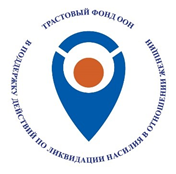 ТРАСТОВЫЙ ФОНД ООН
В ПОДДЕРЖКУ ДЕЙСТВИЙ ПО ЛИКВИДАЦИИ НАСИЛИЯ В ОТНОШЕНИИ ЖЕНЩИН